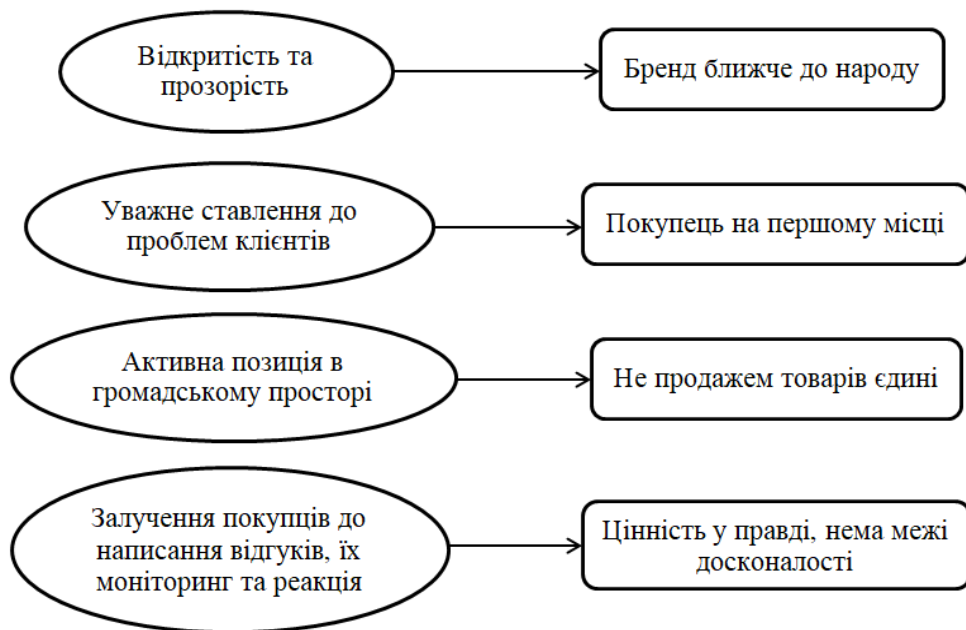 Відкритість та
прозорість
Бренд ближче до народу
Уважне ставлення до
проблем клієнтів
Покупець на першому місці
Активна позиція в
громадському просторі
Не продажем товарів єдині
Залучення покупців до
написання відгуків, їх
моніторинг та реакція
Цінність у правді, нема межі
досконалості